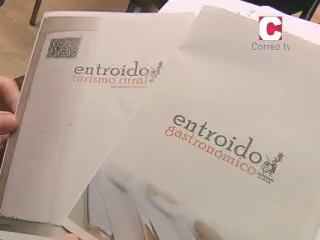 C
Correo tv
entroido
turismo rural
entroido
gastronómico